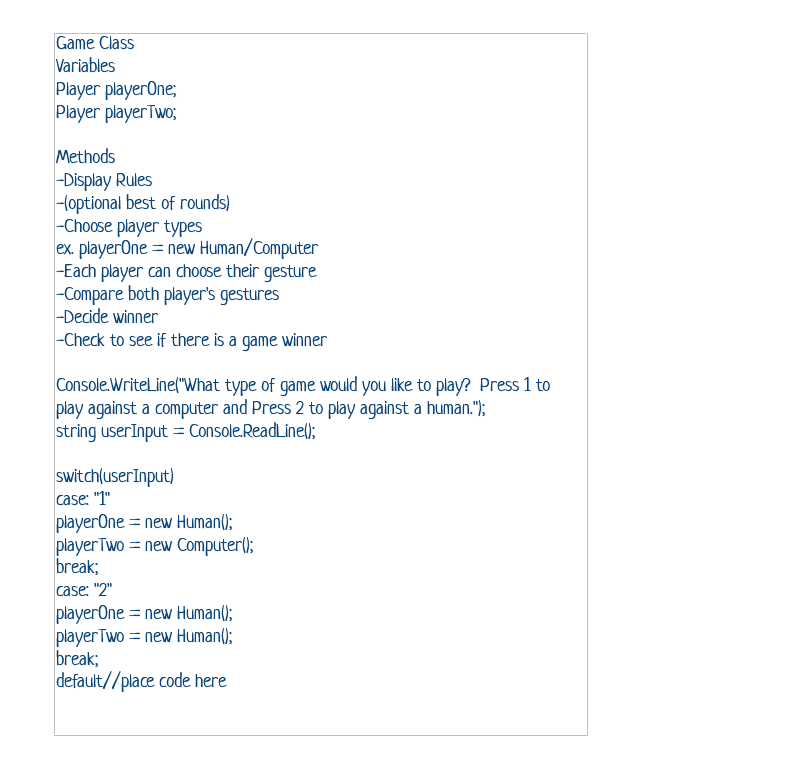 Game Class
Variables
Player playerOne;
Player playerTwo;
Methods
-Display Rules
-(optional best of rounds)
-Choose player types
ex. playerOne = new Human/Computer
-Each player can choose their gesture
-Compare both player's gestures
-Decide winner
-Check to see if there is a game winner
Console.WriteLine("What type of game would you like to play?  Press 1 to
play against a computer and Press 2 to play against a human.");
string userInput = Console.ReadLine();
switch(userInput)
case: "1"
playerOne = new Human();
playerTwo = new Computer();
break;
case: "2"
playerOne = new Human();
playerTwo = new Human();
break;
default//place code here